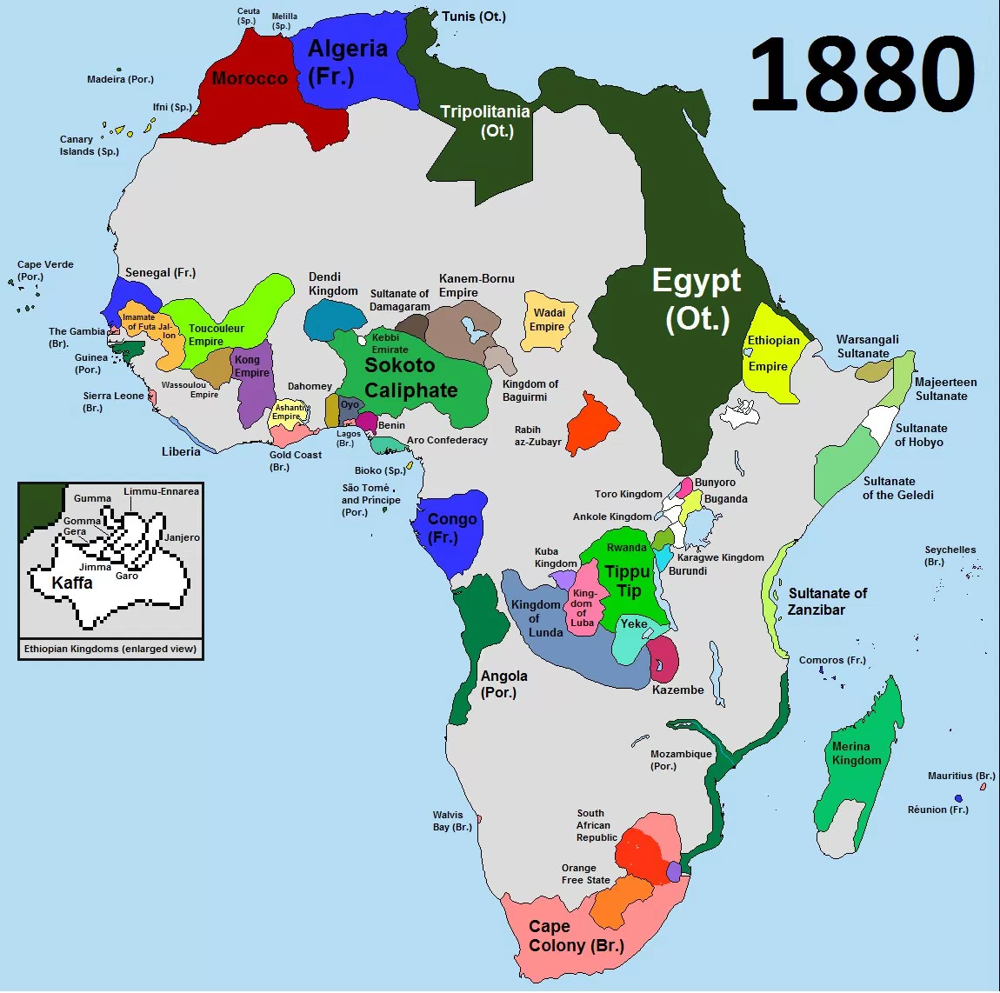 1880
Ceuta
(Sp.)
Melilla
(Sp.)
Tunis (Ot.)
Algeria
(Fr.)
Morocco
Madeira (Por.)
Ifni (Sp.)
Canary
Islands (Sp.)
Tripolitania
(Ot.)
Egypt
(Ot.)
Cape Verde
(Por.)
Senegal (Fr.)
Dendi
Kingdom
Sultanate of
Damagaram
Kanem-Bornu
Empire
Wadai
Empire
Imamate
of Futa Jal-
lon
Toucouleur
Empire
The Gambia
(Br).
Guinea
(Por.)
Kebbi
Emirate
Kong
Empire
Sokoto
Caliphate
Wassoulou
Empire
Dahomey
Kingdom of
Baguirmi
Ethiopian
Empire
Warsangali
Sultanate
Majeerteen
Sultanate
Sierra Leone
(Br.)
Ashanti
Empire
Oyo
Benin
Lagos
(Br.)
Aro Confederacy
Rabih
az-Zubayr
Sultanate
of Hobyo
Liberia
Gold Coast
(Br.)
Bioko (Sp.)
São Tomé
and Príncipe
(Por.)
Sultanate
of the Geledi
Bunyoro
Toro Kingdom
Buganda
Ankole Kingdom
Congo
(Fr.)
Rwanda
Karagwe Kingdom
Burundi
Kuba
Kingdom
Tippu
Tip
King-
dom
of
Luba
Kingdom
of
Lunda
Yeke
Seychelles
(Br.)
Sultanate of
Zanzibar
Limmu-Ennarea
Gumma
Gomma
Gera
Janjero
Jimma
Garo
Kaffa
Ethiopian Kingdoms (enlarged view)
Angola
(Por.)
Kazembe
Comoros (Fr.)
Mozambique
(Por.)
Merina
Kingdom
Mauritius (Br.)
Réunion (Fr.)
Walvis
Bay (Br.)
South
African
Republic
Orange
Free State
Cape
Colony (Br.)